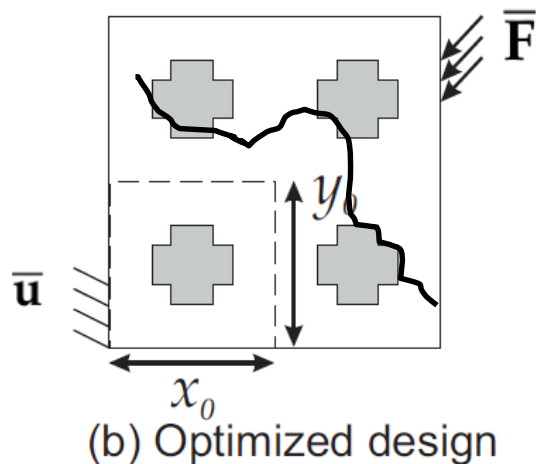 F̅
y₀
u̅
x₀
(b) Optimized design